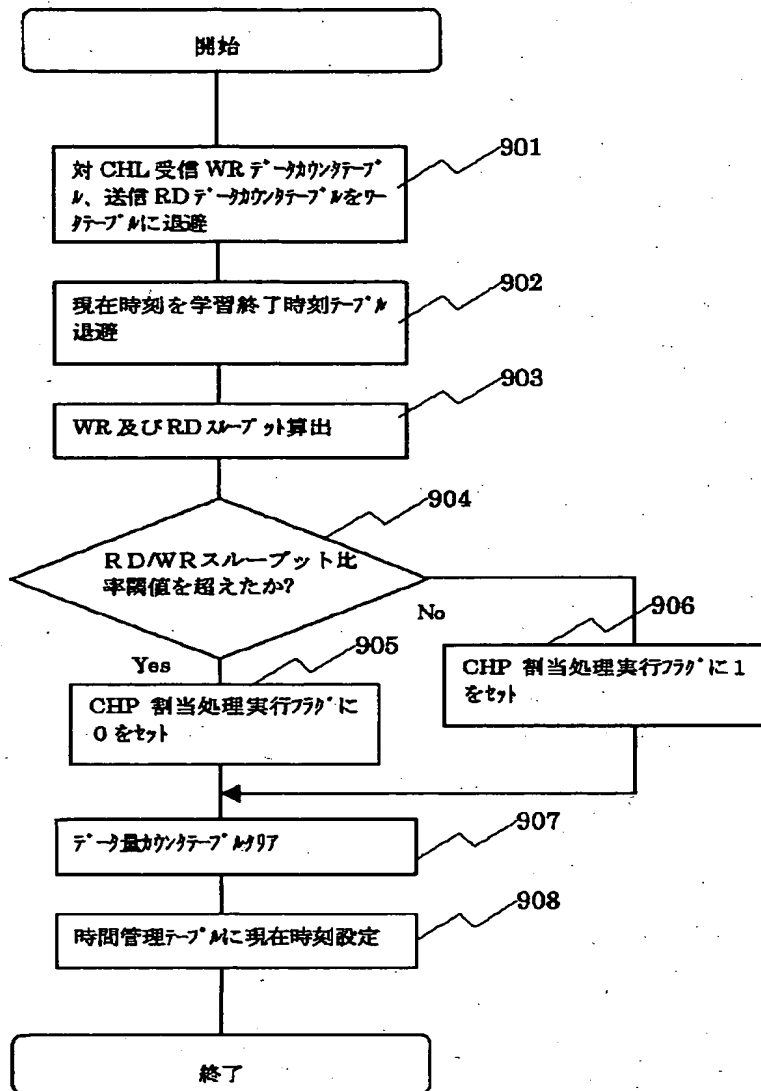 開始
901
対 CHL 受信 WR ﾃﾞｰﾀｶｳﾝﾀﾃｰﾌﾞ
ﾙ、送信 RD ﾃﾞｰﾀｶｳﾝﾀﾃｰﾌﾞﾙをﾜｰ
ｸﾃｰﾌﾞﾙに退避
902
現在時刻を学習終了時刻ﾃｰﾌﾞﾙ
退避
903
WR 及び RD ｽﾙｰﾌﾟｯﾄ算出
904
RD/WRスループット比
率閾値を超えたか?
No
906
Yes
905
CHP 割当処理実行ﾌﾗｸﾞに
0 をｾｯﾄ
CHP 割当処理実行ﾌﾗｸﾞに 1
をｾｯﾄ
907
ﾃﾞｰﾀ量ｶｳﾝﾀﾃｰﾌﾞﾙｸﾘｱ
908
時間管理ﾃｰﾌﾞﾙに現在時刻設定
終了